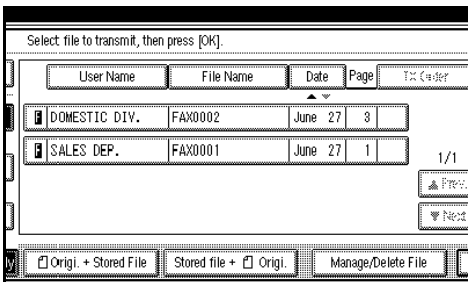 Select file to transmit, then press [OK].
User Name File Name Date Page TX Order
DOMESTIC DIV. FAX0002 June 27 3
SALES DEP. FAX0001 June 27 1
1/1
▲ Prev.
▼ Next
Origi. + Stored File Stored file + Origi. Manage/Delete File